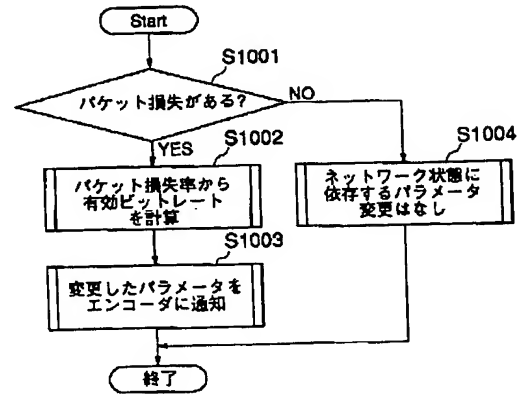 Start
S1001
パケット損失がある?
NO
YES
S1002
パケット損失率から
有効ビットレート
を計算
S1003
変更したパラメータを
エンコーダに通知
S1004
ネットワーク状態に
依存するパラメータ
変更はなし
終了